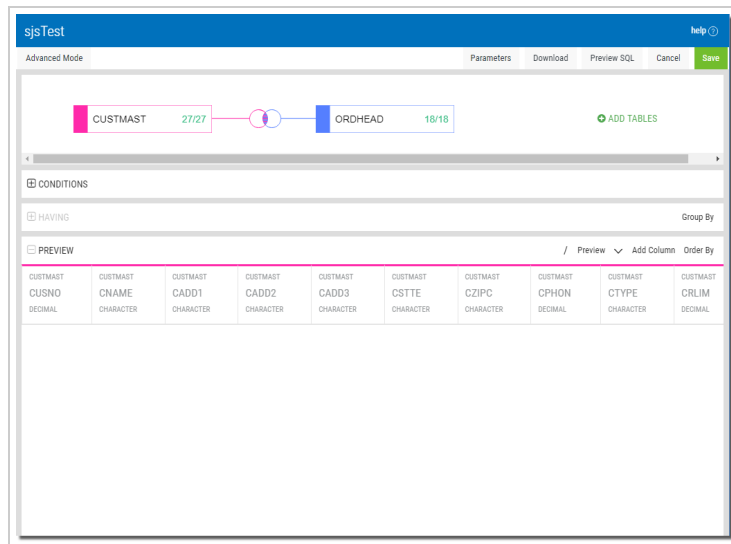 sjsTest help ?
Advanced Mode Parameters Download Preview SQL Cancel Save
CUSTMAST 27/27 ORDHEAD 18/18 ADD TABLES
CONDITIONS
HAVING Group By
PREVIEW / Preview Add Column Order By
CUSTMAST CUSTMAST CUSTMAST CUSTMAST CUSTMAST CUSTMAST CUSTMAST CUSTMAST CUSTMAST CUSTMAST
CUSNO CNAME CADD1 CADD2 CADD3 CSTTE CZIPC CPHON CTYPE CRLIM
DECIMAL CHARACTER CHARACTER CHARACTER CHARACTER CHARACTER CHARACTER DECIMAL CHARACTER DECIMAL